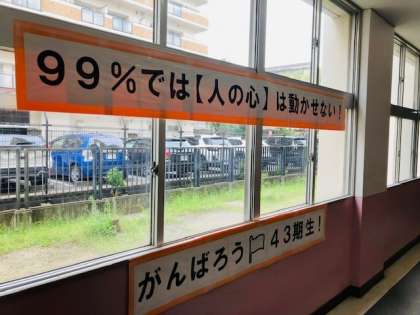 99%では【人の心】は動かせない！
がんばろう🏳43期生！